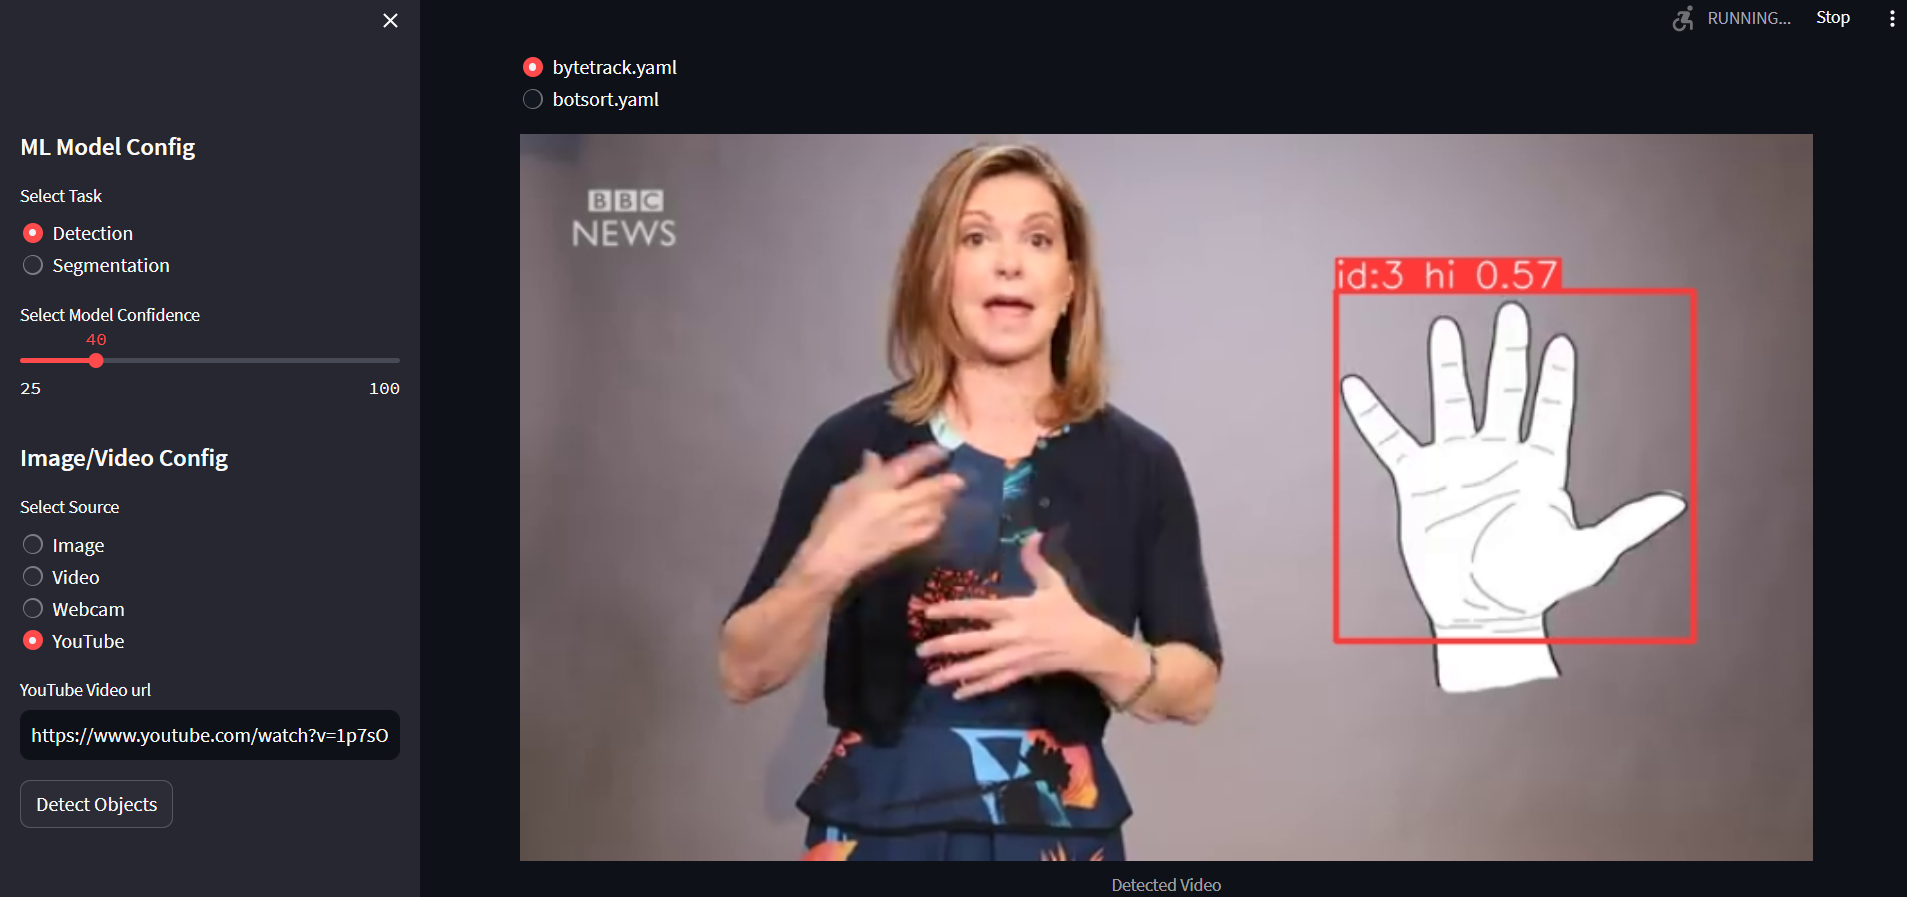 RUNNING...
Stop
bytetrack.yaml
botsort.yaml
ML Model Config
Select Task
Detection
Segmentation
Select Model Confidence
40
25
100
Image/Video Config
Select Source
Image
Video
Webcam
YouTube
YouTube Video url
https://www.youtube.com/watch?v=1p7sO
Detect Objects
BBC
NEWS
id:3 hi 0.57
Detected Video